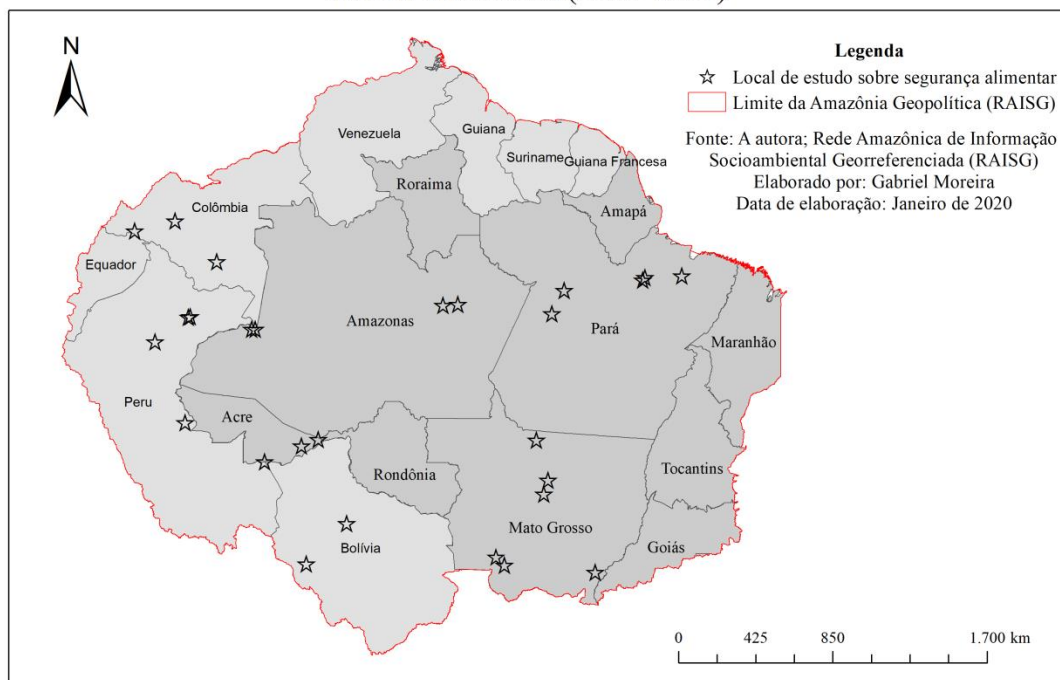 N
Legenda
Local de estudo sobre segurança alimentar
Limite da Amazônia Geopolítica (RAISG)
Fonte: A autora; Rede Amazônica de Informação
Socioambiental Georreferenciada (RAISG)
Elaborado por: Gabriel Moreira
Data de elaboração: Janeiro de 2020
Venezuela
Guiana
Suriname
Guiana Francesa
Roraima
Amapá
Colômbia
Equador
Amazonas
Pará
Maranhão
Peru
Acre
Rondônia
Tocantins
Mato Grosso
Goiás
Bolívia
0 425 850 1.700 km